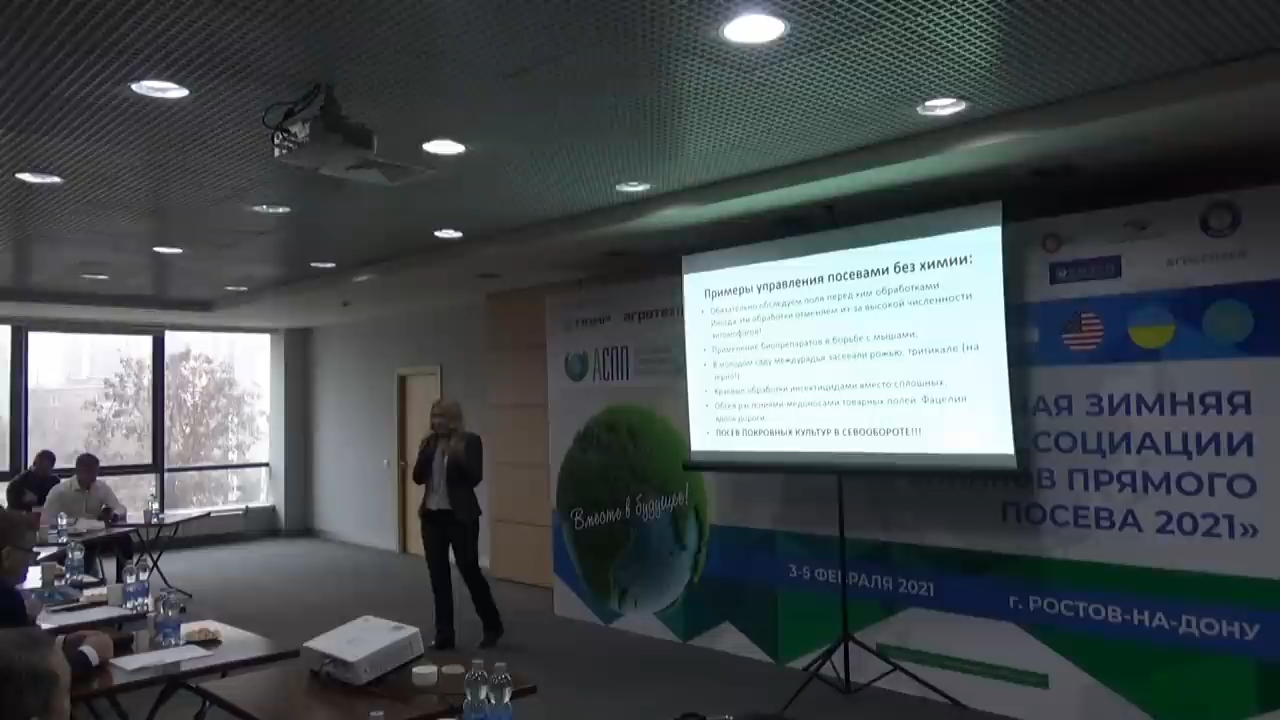 Примеры управления посевами без химии:
• Обязательно обследуем поля перед хим обработками
Иногда эти обработки отменяем из-за высокой численности
энтомофагов!
• Применение биопрепаратов в борьбе с мышами;
• В молодом саду междурядья засевали рожью, тритикале (на
зерно!)
• Краевые обработки инсектицидами вместо сплошных.
• Обсев растениями-медоносами товарных полей. Фацелия
вдоль дороги.
• ПОСЕВ ПОКРОВНЫХ КУЛЬТУР В СЕВООБОРОТЕ!!!
АСПП
Вместе в будущее!
АЯ ЗИМНЯЯ
СОЦИАЦИИ
В ПРЯМОГО
ПОСЕВА 2021»
3-5 ФЕВРАЛЯ 2021
г. РОСТОВ-НА-ДОНУ